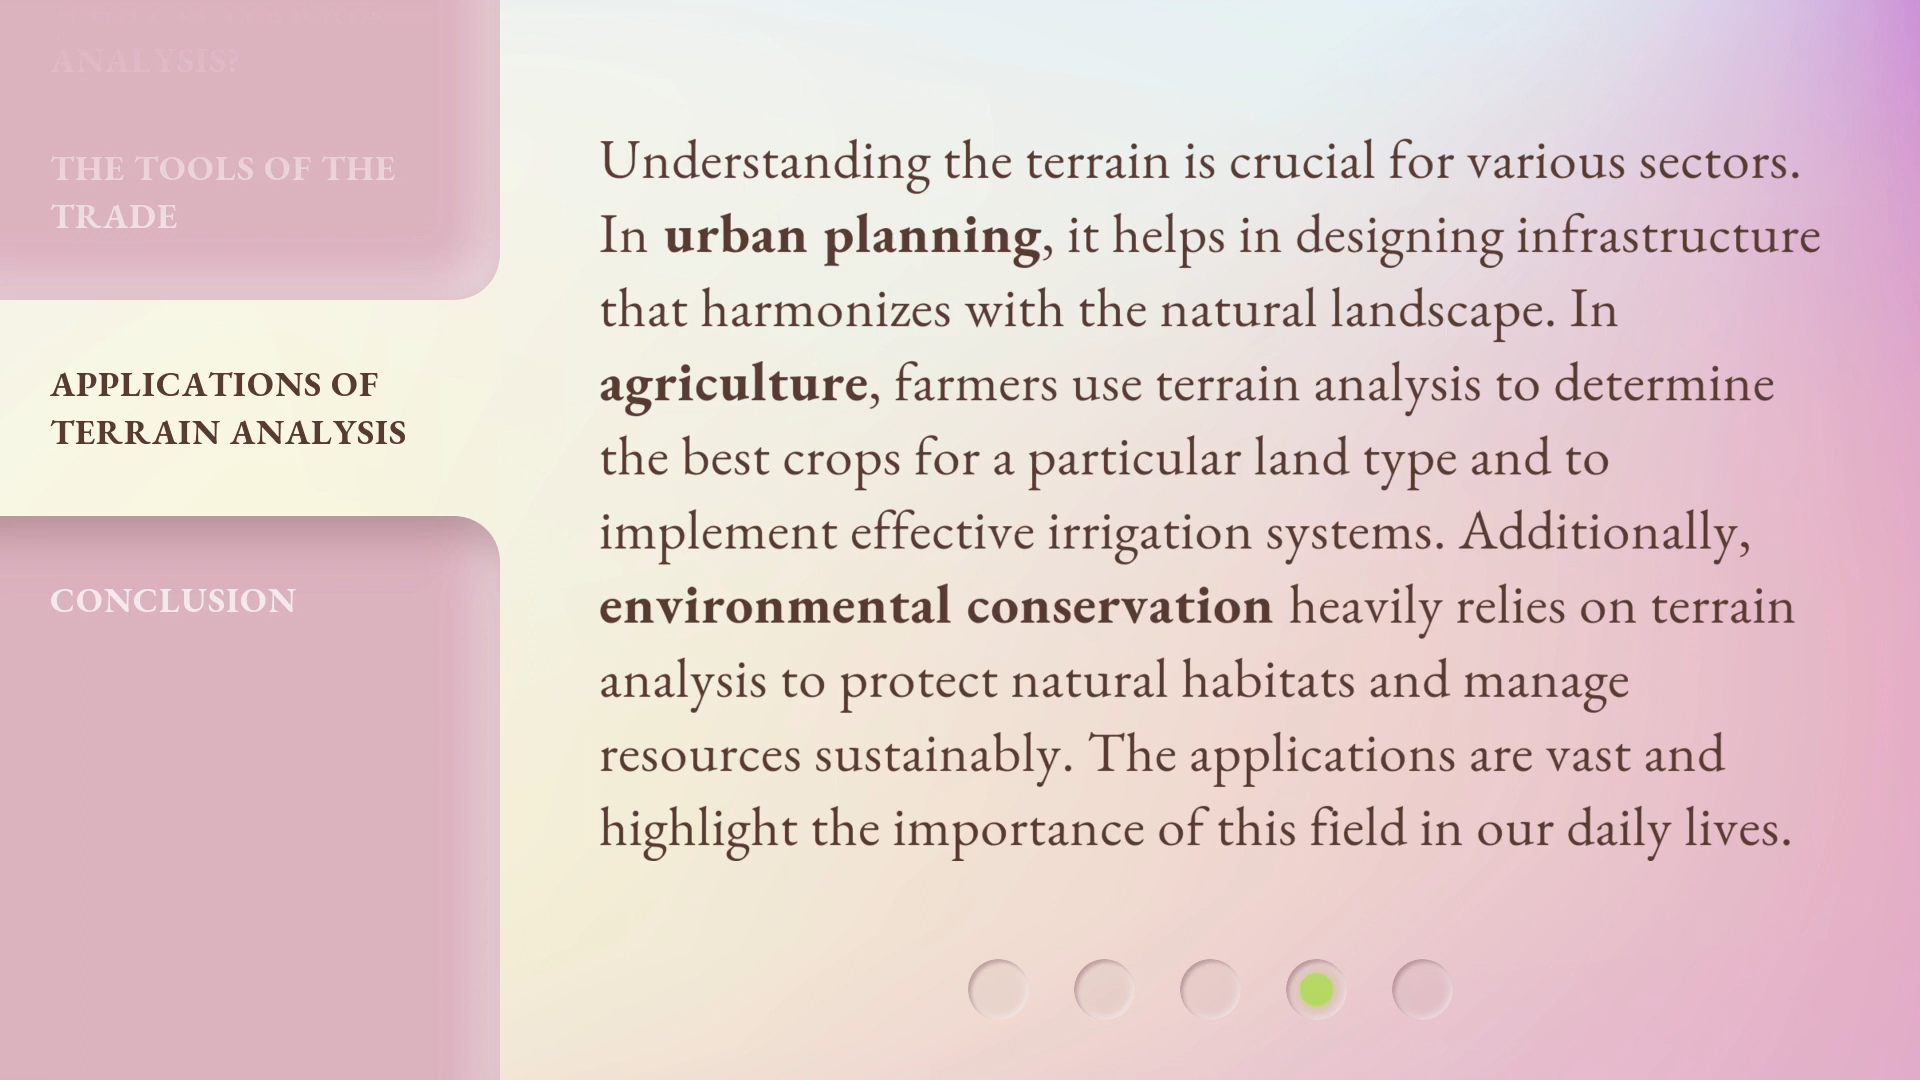 ANALYSIS?
THE TOOLS OF THE
TRADE
APPLICATIONS OF
TERRAIN ANALYSIS
CONCLUSION
Understanding the terrain is crucial for various sectors.
In urban planning, it helps in designing infrastructure
that harmonizes with the natural landscape. In
agriculture, farmers use terrain analysis to determine
the best crops for a particular land type and to
implement effective irrigation systems. Additionally,
environmental conservation heavily relies on terrain
analysis to protect natural habitats and manage
resources sustainably. The applications are vast and
highlight the importance of this field in our daily lives.